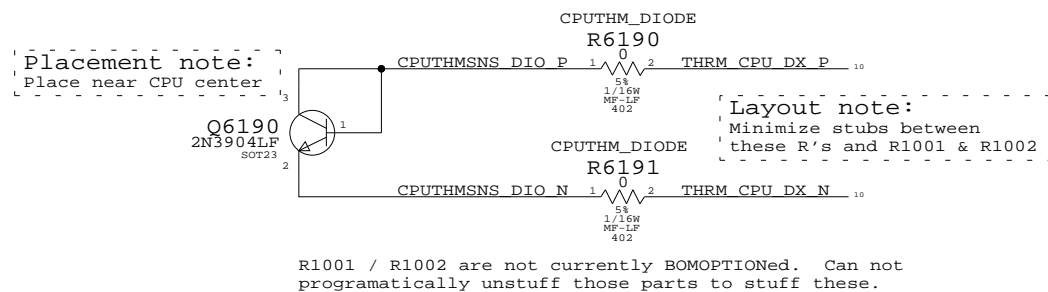 CPUTHM_DIODE
R6190
0
Placement note:
Place near CPU center
CPUTHMSNS_DIO_P
1
2
THRM_CPU_DX_P
10
5%
1/16W
MF-LF
402
3
Layout note:
Minimize stubs between
these R's and R1001 & R1002
Q6190
2N3904LF
SOT23
1
2
CPUTHM_DIODE
R6191
0
CPUTHMSNS_DIO_N
1
2
THRM_CPU_DX_N
10
5%
1/16W
MF-LF
402
R1001 / R1002 are not currently BOMOPTIONed.  Can not
programatically unstuff those parts to stuff these.